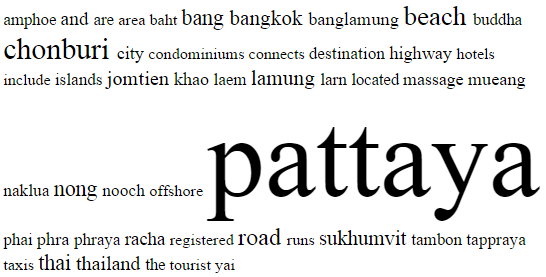 amphoe and are area baht bang bangkok banglamung beach buddha
chonburi city condominiums connects destination highway hotels
include islands jomtien khao laem lamung larn located massage mueang
naklua nong nooch offshore pattaya
phai phra phraya racha registered road runs sukhumvit tambon tappraya
taxis thai thailand the tourist yai